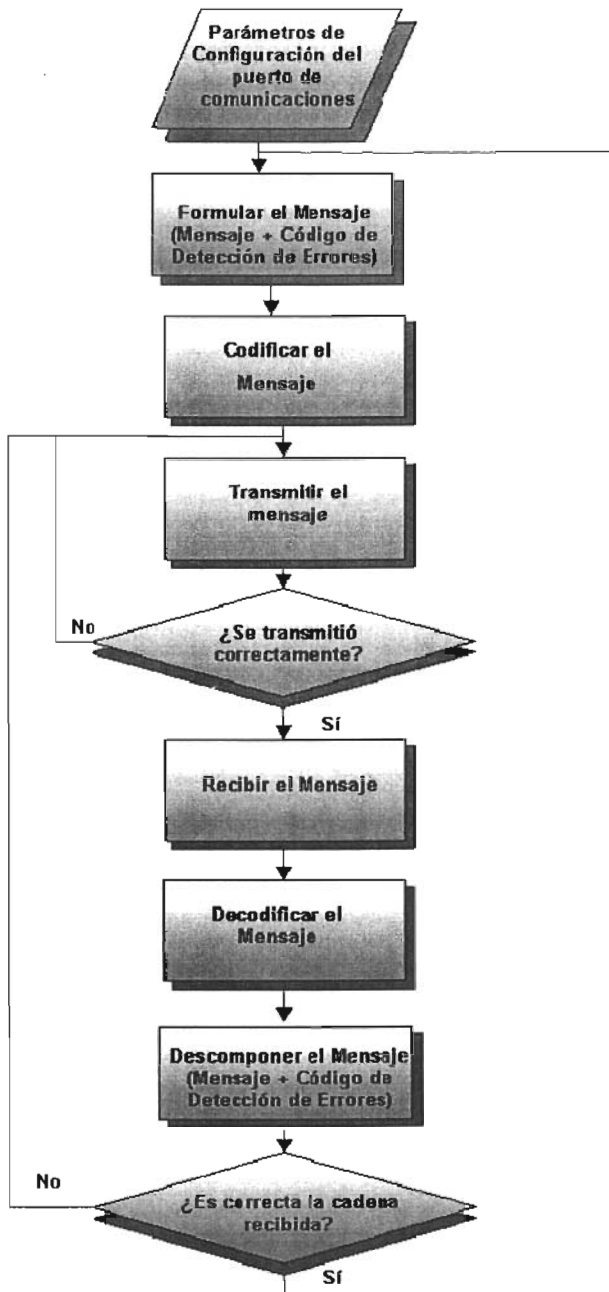 Parámetros de
Configuración del
puerto de
comunicaciones
Formular el Mensaje
(Mensaje + Código de
Detección de Errores)
Codificar el
Mensaje
Transmitir el
mensaje
No
¿Se transmitió
correctamente?
Sí
Recibir el Mensaje
Decodificar el
Mensaje
Descomponer el Mensaje
(Mensaje + Código de
Detección de Errores)
No
¿Es correcta la cadena
recibida?
Sí